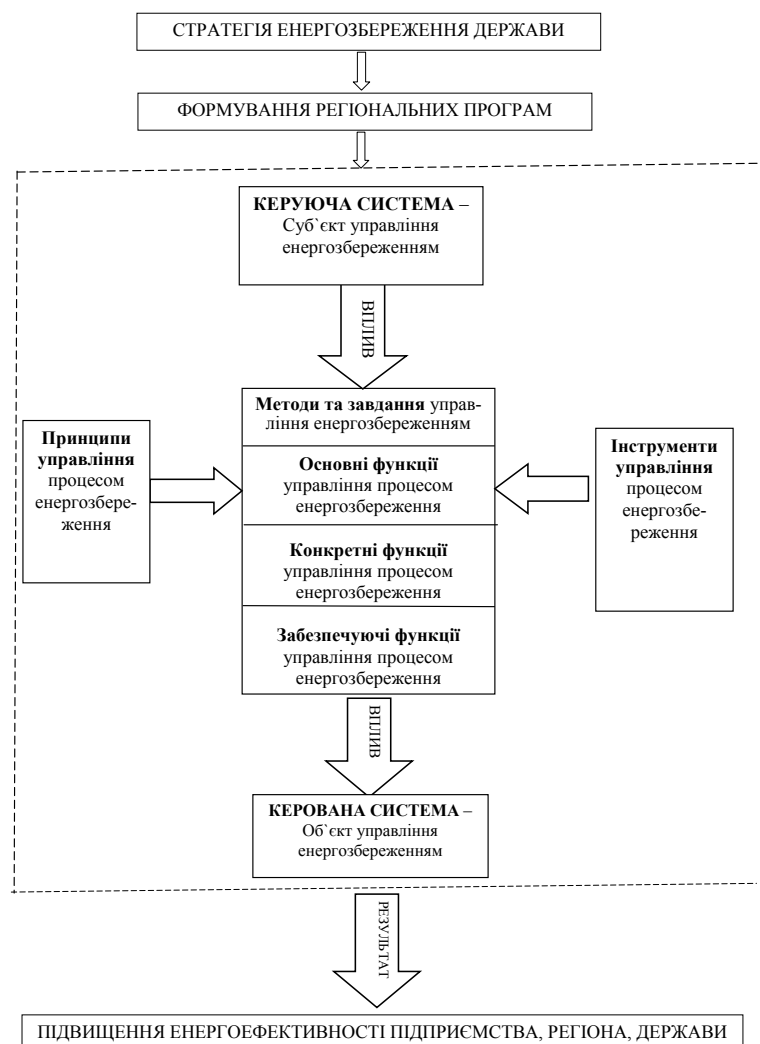 СТРАТЕГІЯ ЕНЕРГОЗБЕРЕЖЕННЯ ДЕРЖАВИ
ФОРМУВАННЯ РЕГІОНАЛЬНИХ ПРОГРАМ
КЕРУЮЧА СИСТЕМА –
Суб`єкт управління
енергозбереженням
ВПЛИВ
Методи та завдання управ-
ління енергозбереженням
Принципи
управління
процесом
енергозбере-
ження
Основні функції
управління процесом
енергозбереження
Конкретні функції
управління процесом
енергозбереження
Забезпечуючі функції
управління процесом
енергозбереження
Інструменти
управління
процесом
енергозбе-
реження
ВПЛИВ
КЕРОВАНА СИСТЕМА –
Об`єкт управління
енергозбереженням
РЕЗУЛЬТАТ
ПІДВИЩЕННЯ ЕНЕРГОЕФЕКТИВНОСТІ ПІДПРИЄМСТВА, РЕГІОНА, ДЕРЖАВИ